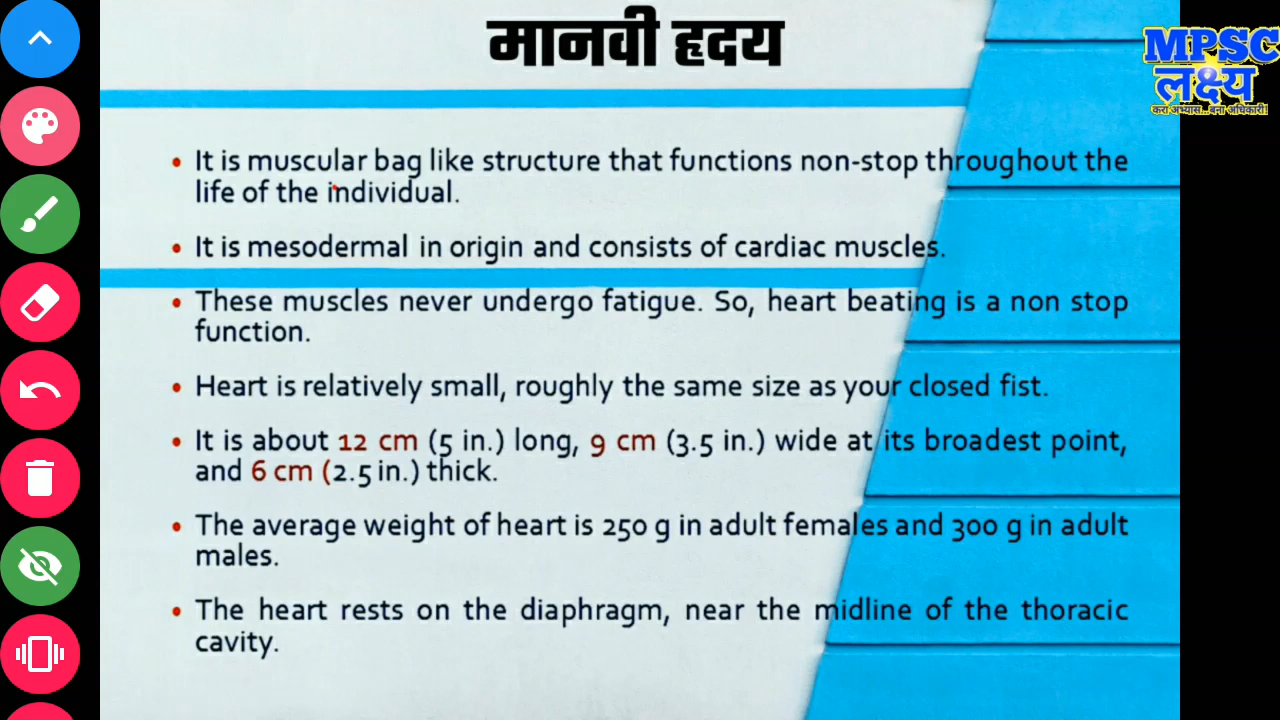 मानवी हृदय
MPSC
लक्ष्य
करा अभ्यास...बना अधिकारी!
• It is muscular bag like structure that functions non-stop throughout the
life of the individual.
• It is mesodermal in origin and consists of cardiac muscles.
• These muscles never undergo fatigue. So, heart beating is a non stop
function.
• Heart is relatively small, roughly the same size as your closed fist.
• It is about 12 cm (5 in.) long, 9 cm (3.5 in.) wide at its broadest point,
and 6 cm (2.5 in.) thick.
• The average weight of heart is 250 g in adult females and 300 g in adult
males.
• The heart rests on the diaphragm, near the midline of the thoracic
cavity.